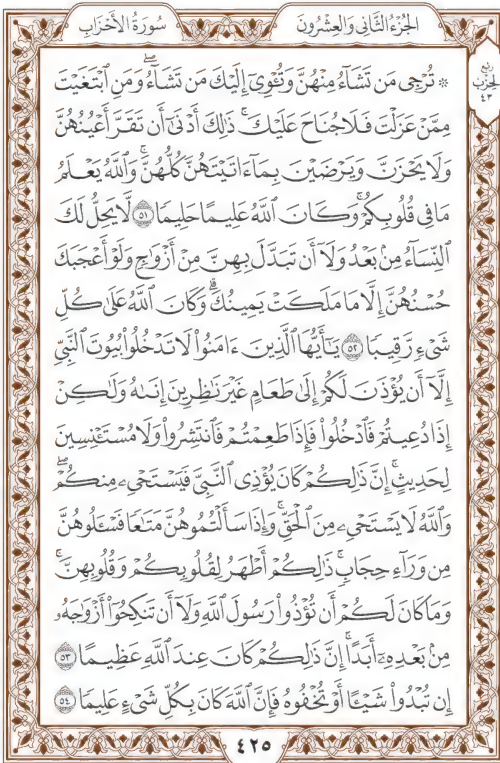 الجُزْءُ الثَّانِي وَالعِشْرُونَ
سُورَةُ الأَحْزَابِ
ربع
الحزب
٤٣
۞ تُرْجِي مَن تَشَآءُ مِنْهُنَّ وَتُـْٔوِيٓ إِلَيْكَ مَن تَشَآءُۖ وَمَنِ ٱبْتَغَيْتَ
مِمَّنْ عَزَلْتَ فَلَا جُنَاحَ عَلَيْكَۚ ذَٰلِكَ أَدْنَىٰٓ أَن تَقَرَّ أَعْيُنُهُنَّ
وَلَا يَحْزَنَّ وَيَرْضَيْنَ بِمَآ ءَاتَيْتَهُنَّ كُلُّهُنَّۚ وَٱللَّهُ يَعْلَمُ
مَا فِي قُلُوبِكُمْۚ وَكَانَ ٱللَّهُ عَلِيمًا حَلِيمًا ٥١ لَّا يَحِلُّ لَكَ
ٱلنِّسَآءُ مِنۢ بَعْدُ وَلَآ أَن تَبَدَّلَ بِهِنَّ مِنْ أَزْوَٰجٍ وَلَوْ أَعْجَبَكَ
حُسْنُهُنَّ إِلَّا مَا مَلَكَتْ يَمِينُكَۗ وَكَانَ ٱللَّهُ عَلَىٰ كُلِّ
شَيْءٍ رَّقِيبًا ٥٢ يَٰٓأَيُّهَا ٱلَّذِينَ ءَامَنُوا۟ لَا تَدْخُلُوا۟ بُيُوتَ ٱلنَّبِيِّ
إِلَّآ أَن يُؤْذَنَ لَكُمْ إِلَىٰ طَعَامٍ غَيْرَ نَٰظِرِينَ إِنَىٰهُ وَلَٰكِنْ
إِذَا دُعِيتُمْ فَٱدْخُلُوا۟ فَإِذَا طَعِمْتُمْ فَٱنتَشِرُوا۟ وَلَا مُسْتَـْٔنِسِينَ
لِحَدِيثٍۚ إِنَّ ذَٰلِكُمْ كَانَ يُؤْذِي ٱلنَّبِيَّ فَيَسْتَحْيِۦ مِنكُمْۖ
وَٱللَّهُ لَا يَسْتَحْيِۦ مِنَ ٱلْحَقِّۚ وَإِذَا سَأَلْتُمُوهُنَّ مَتَٰعًا فَسْـَٔلُوهُنَّ
مِن وَرَآءِ حِجَابٍۚ ذَٰلِكُمْ أَطْهَرُ لِقُلُوبِكُمْ وَقُلُوبِهِنَّۚ
وَمَا كَانَ لَكُمْ أَن تُؤْذُوا۟ رَسُولَ ٱللَّهِ وَلَآ أَن تَنكِحُوٓا۟ أَزْوَٰجَهُۥ
مِنۢ بَعْدِهِۦٓ أَبَدًاۚ إِنَّ ذَٰلِكُمْ كَانَ عِندَ ٱللَّهِ عَظِيمًا ٥٣
إِن تُبْدُوا۟ شَيْـًٔا أَوْ تُخْفُوهُ فَإِنَّ ٱللَّهَ كَانَ بِكُلِّ شَيْءٍ عَلِيمًا ٥٤
٤٢٥